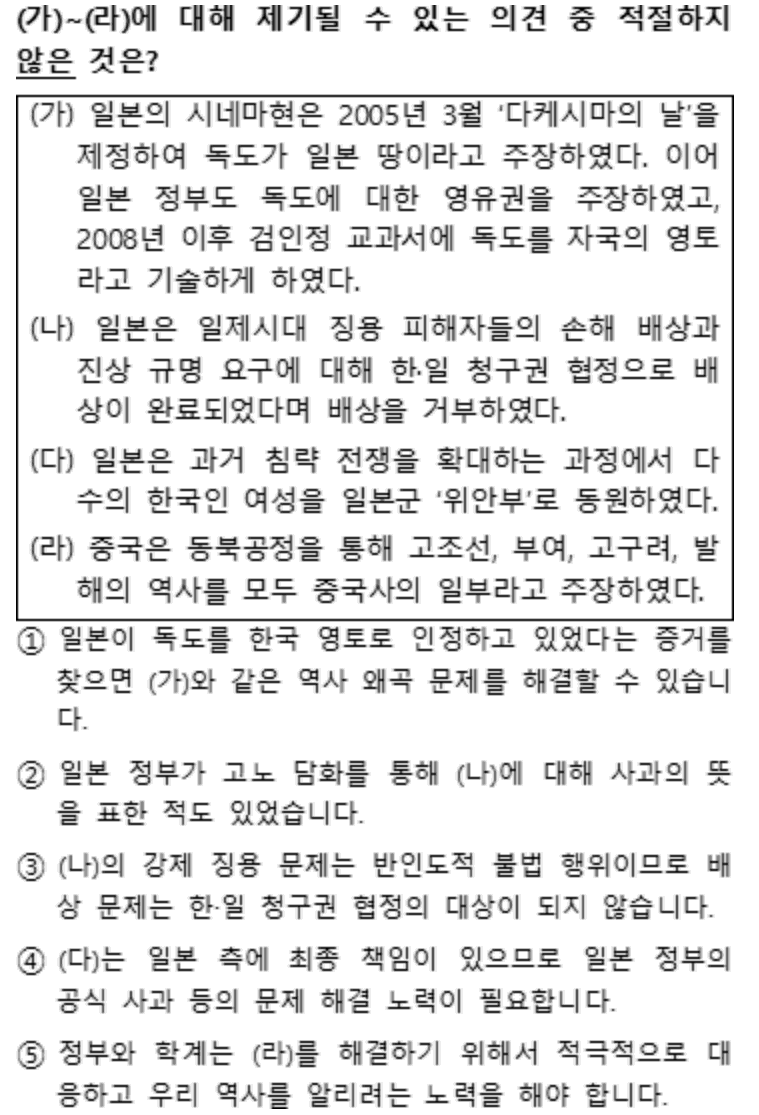 (가)~(라)에 대해 제기될 수 있는 의견 중 적절하지
않은 것은?
(가) 일본의 시네마현은 2005년 3월 '다케시마의 날'을
제정하여 독도가 일본 땅이라고 주장하였다. 이어
일본 정부도 독도에 대한 영유권을 주장하였고,
2008년 이후 검인정 교과서에 독도를 자국의 영토
라고 기술하게 하였다.
(나) 일본은 일제시대 징용 피해자들의 손해 배상과
진상 규명 요구에 대해 한·일 청구권 협정으로 배
상이 완료되었다며 배상을 거부하였다.
(다) 일본은 과거 침략 전쟁을 확대하는 과정에서 다
수의 한국인 여성을 일본군 '위안부'로 동원하였다.
(라) 중국은 동북공정을 통해 고조선, 부여, 고구려, 발
해의 역사를 모두 중국사의 일부라고 주장하였다.
① 일본이 독도를 한국 영토로 인정하고 있었다는 증거를
찾으면 (가)와 같은 역사 왜곡 문제를 해결할 수 있습니
다.
② 일본 정부가 고노 담화를 통해 (나)에 대해 사과의 뜻
을 표한 적도 있었습니다.
③ (나)의 강제 징용 문제는 반인도적 불법 행위이므로 배
상 문제는 한·일 청구권 협정의 대상이 되지 않습니다.
④ (다)는 일본 측에 최종 책임이 있으므로 일본 정부의
공식 사과 등의 문제 해결 노력이 필요합니다.
⑤ 정부와 학계는 (라)를 해결하기 위해서 적극적으로 대
응하고 우리 역사를 알리려는 노력을 해야 합니다.